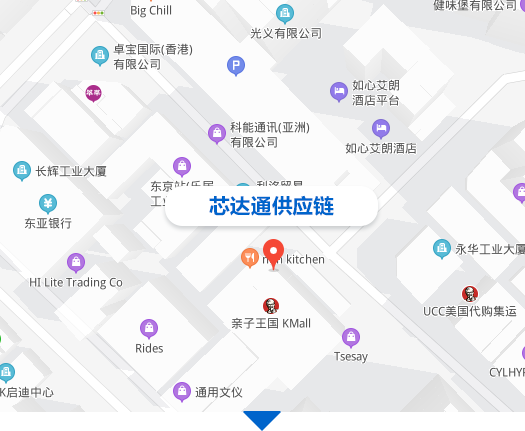 Big Chill
健味堡有限公司
光义有限公司
卓宝国际(香港)
有限公司
P
如心艾朗
酒店平台
科能通讯(亚洲)
有限公司
如心艾朗酒店
长辉工业大厦
芯达通供应链
东亚银行
永华工业大厦
kitchen
HI Lite Trading Co
UCC美国代购集运
亲子王国 KMall
Rides
Tsesay
CYLHYP
K启迪中心
通用文仪